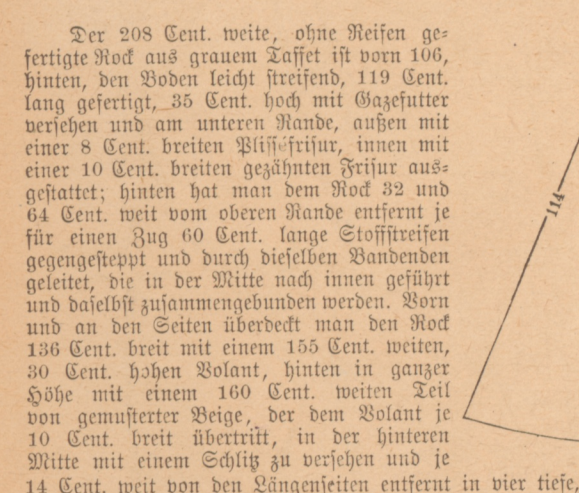 Der 208 Cent. weite, ohne Reifen ge=
fertigte Rock aus grauem Taffet ist vorn 106,
hinten, den Boden leicht streifend, 119 Cent.
lang gefertigt, 35 Cent. hoch mit Gazefutter
versehen und am unteren Rande, außen mit
einer 8 Cent. breiten Plisséfrisur, innen mit
einer 10 Cent. breiten gezähnten Frisur aus=
gestattet; hinten hat man dem Rock 32 und
64 Cent. weit vom oberen Rande entfernt je
für einen Zug 60 Cent. lange Stoffstreifen
gegengesteppt und durch dieselben Bandenden
geleitet, die in der Mitte nach innen geführt
und daselbst zusammengebunden werden. Vorn
und an den Seiten überdeckt man den Rock
136 Cent. breit mit einem 155 Cent. weiten,
30 Cent. hohen Volant, hinten in ganzer
Höhe mit einem 160 Cent. weiten Teil
von gemusterter Beige, der dem Volant je
10 Cent. breit übertritt, in der hinteren
Mitte mit einem Schlitz zu versehen und je
14 Cent. weit von den Längenseiten entfernt in vier tiefe,
114